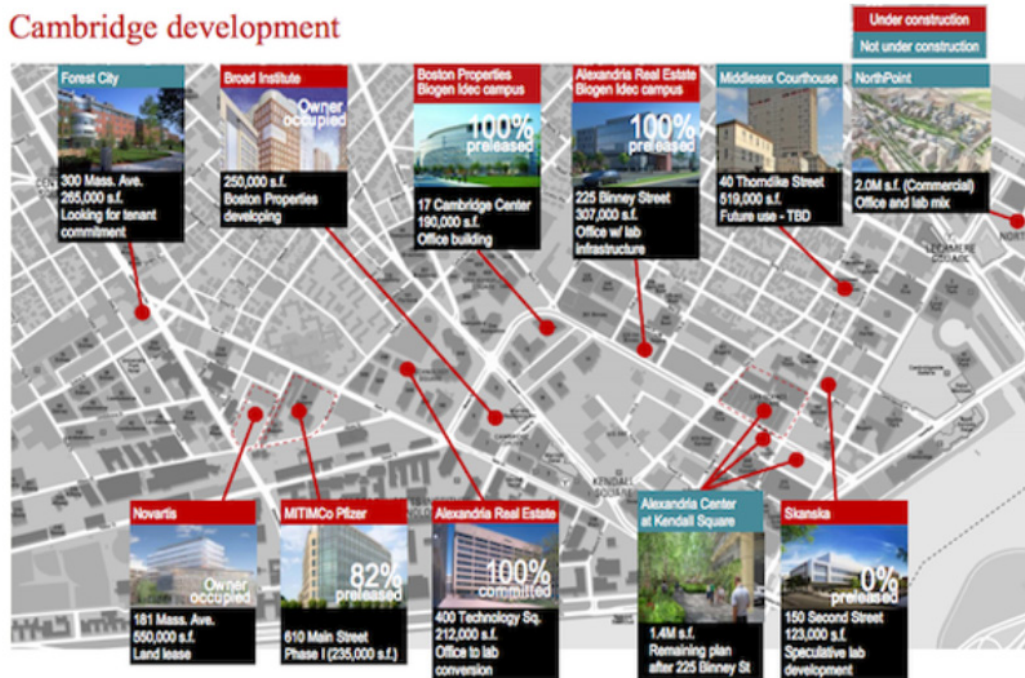 Cambridge development
Under construction
Not under construction
Forest City
300 Mass. Ave.
265,000 s.f.
Looking for tenant
commitment
Broad Institute
Owner
occupied
250,000 s.f.
Boston Properties
developing
Boston Properties
Biogen Idec campus
100%
preleased
17 Cambridge Center
190,000 s.f.
Office building
Alexandria Real Estate
Biogen Idec campus
100%
preleased
225 Binney Street
307,000 s.f.
Office w/ lab
infrastructure
Middlesex Courthouse
40 Thorndike Street
519,000 s.f.
Future use - TBD
NorthPoint
2.0M s.f. (Commercial)
Office and lab mix
LECHMERE
SQUARE
KENDALL
SQUARE
Novartis
Owner
occupied
181 Mass. Ave.
550,000 s.f.
Land lease
MITIMCo Pfizer
82%
preleased
610 Main Street
Phase I (235,000 s.f.)
Alexandria Real Estate
100%
committed
400 Technology Sq.
212,000 s.f.
Office to lab
conversion
Alexandria Center
at Kendall Square
1.4M s.f.
Remaining plan
after 225 Binney St
Skanska
0%
preleased
150 Second Street
123,000 s.f.
Speculative lab
development